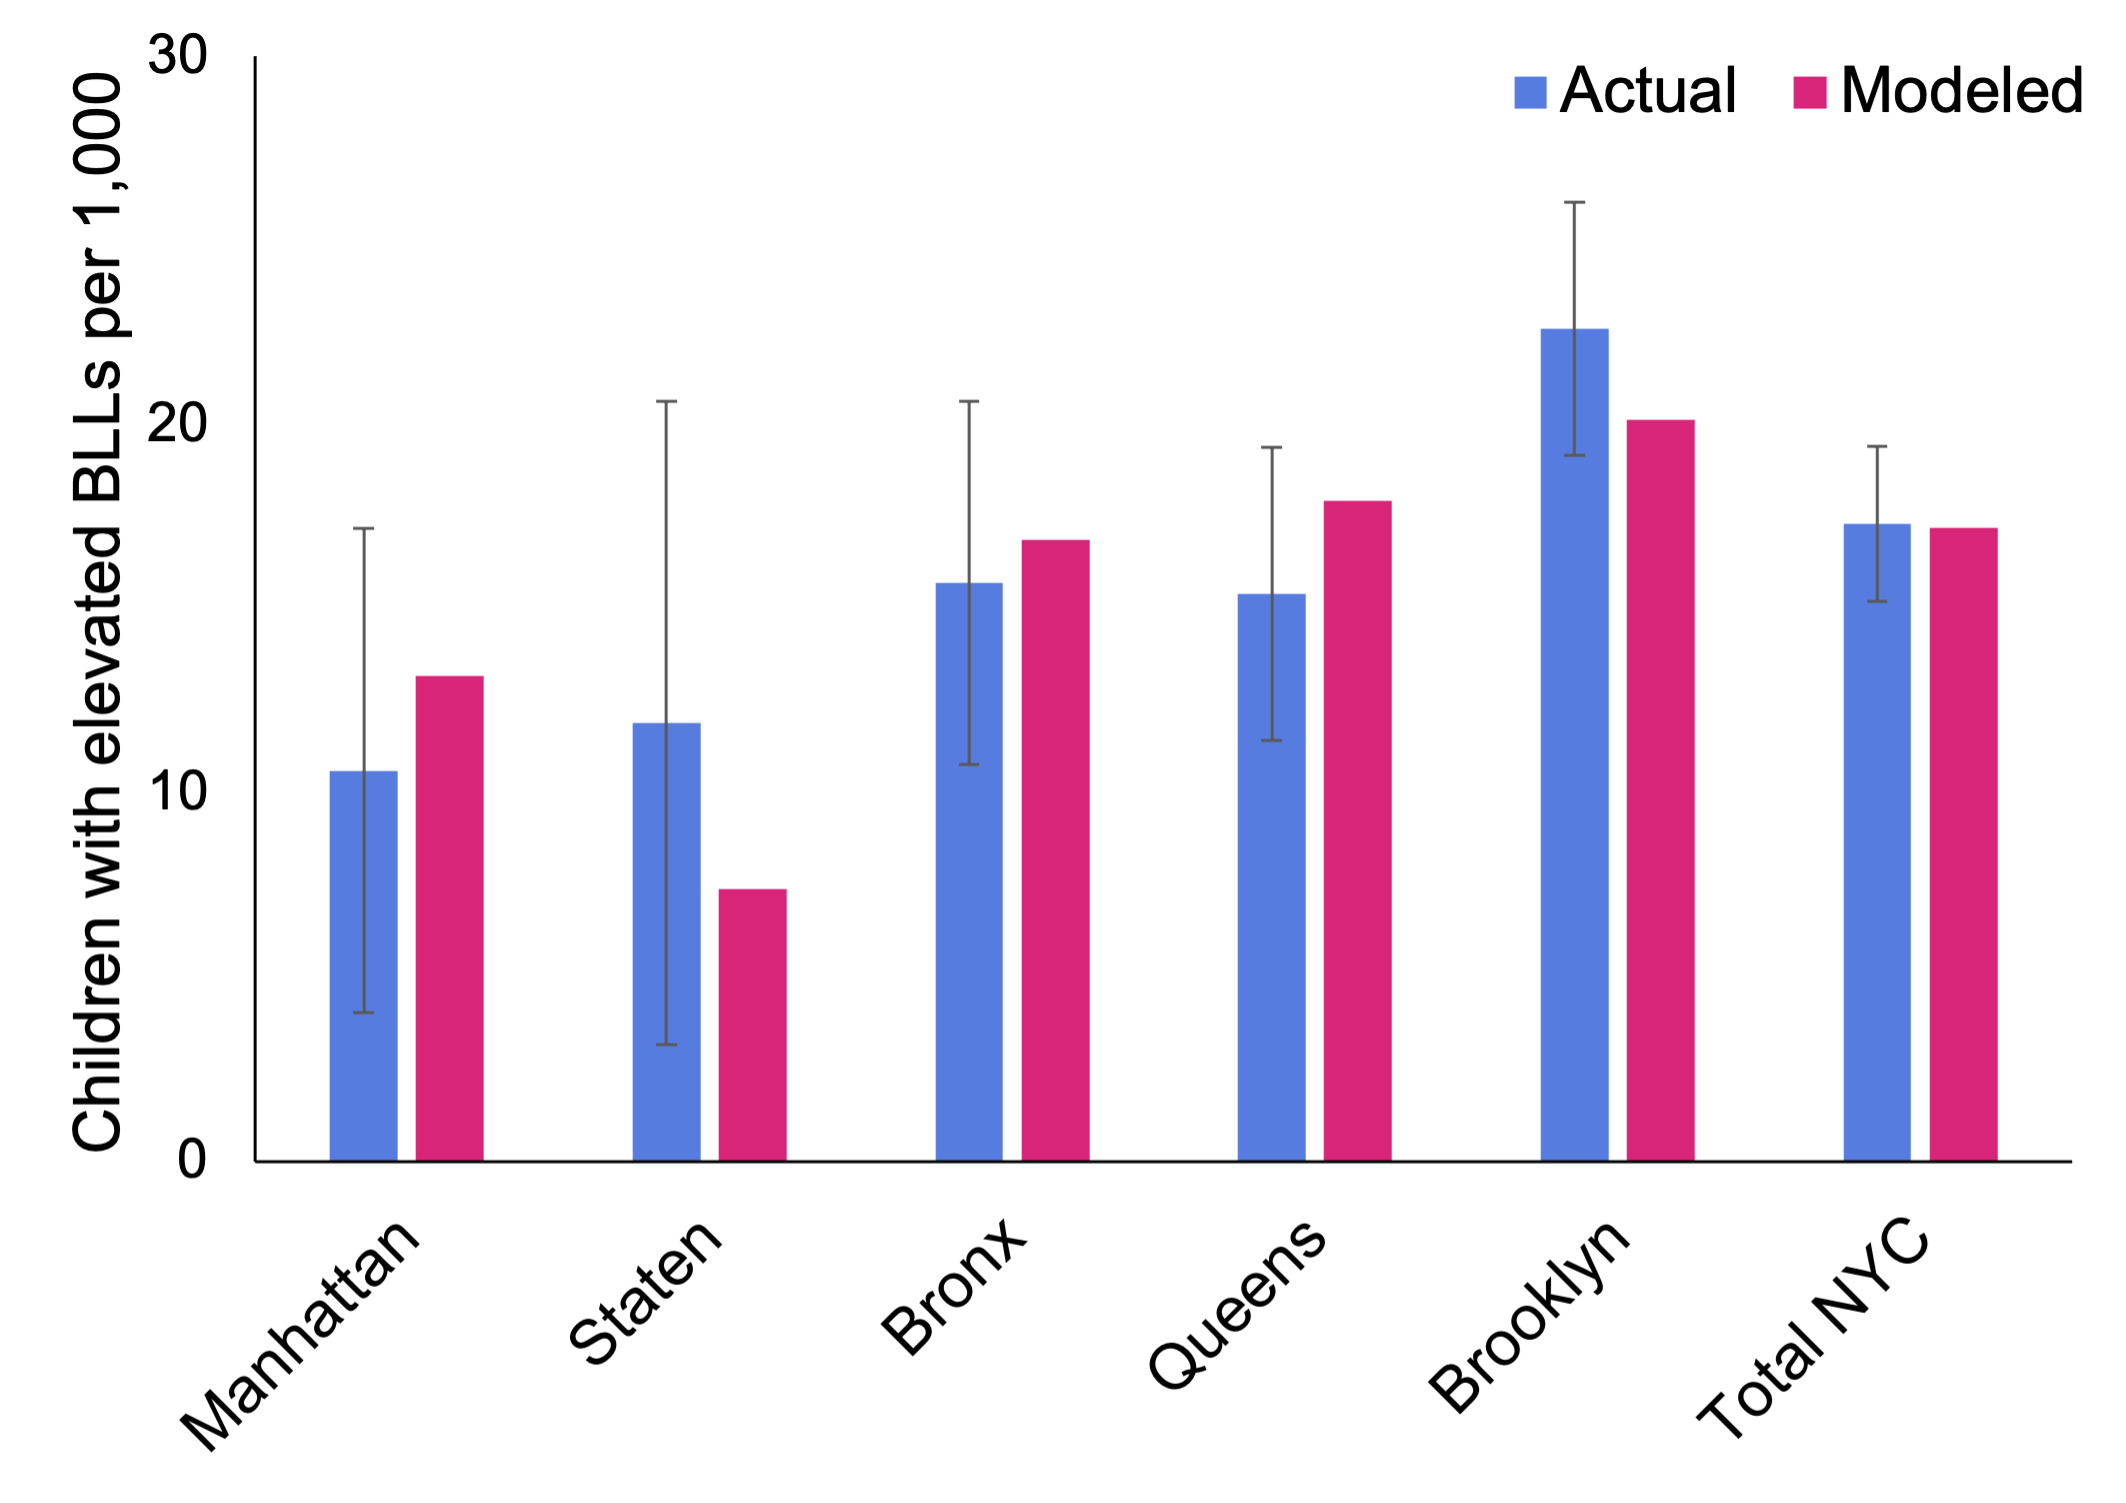 Children with elevated BLLs per 1,000
30
20
10
0
Actual
Modeled
Manhattan
Staten
Bronx
Queens
Brooklyn
Total NYC